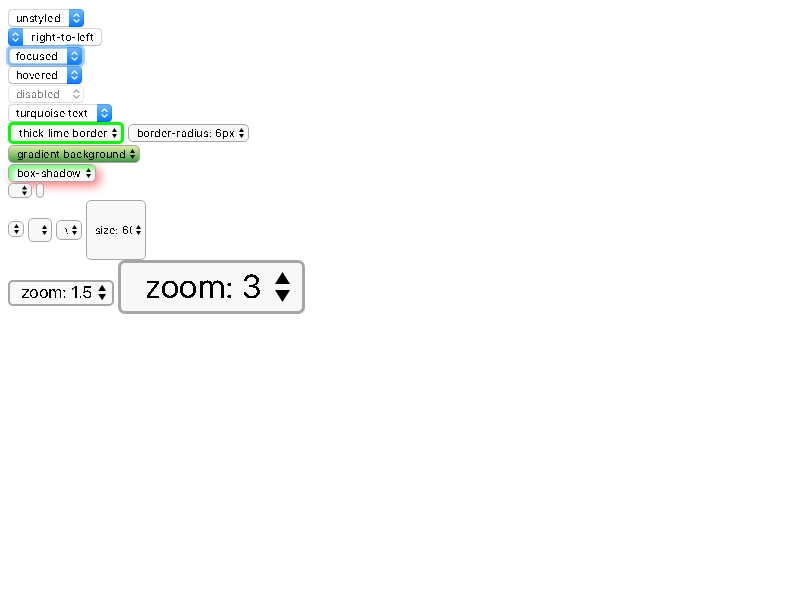 unstyled
right-to-left
focused
hovered
disabled
turquoise text
thick lime border border-radius: 6px
gradient background
box-shadow
size: 6
zoom: 1.5 zoom: 3